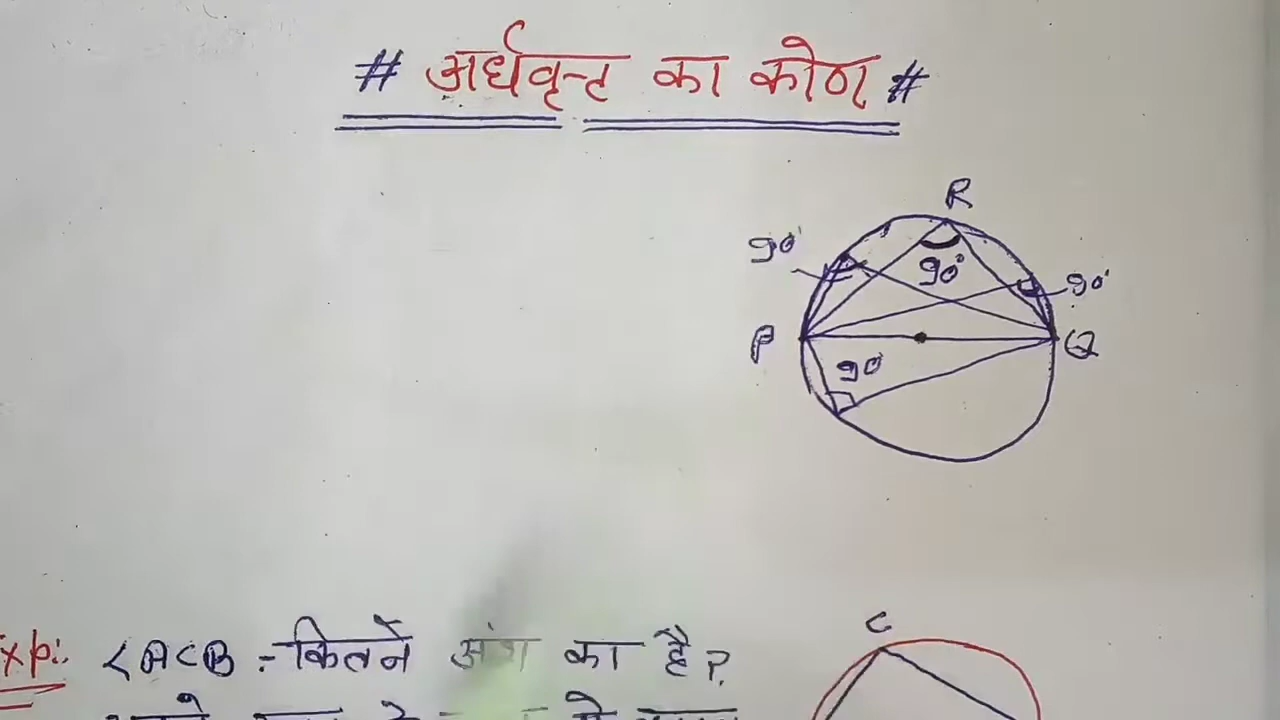 # अर्धवृत्त का कोण #
R
90°
90°
90°
P
Q
90°
C
Exp:. <ACB :- कितने अंश का है?